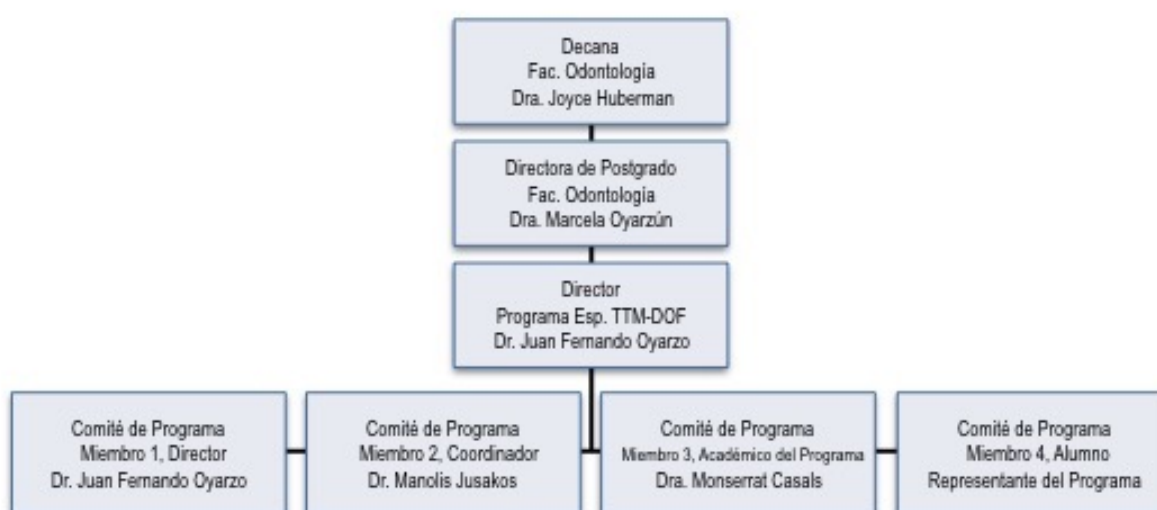 Decana
Fac. Odontología
Dra. Joyce Huberman
Directora de Postgrado
Fac. Odontología
Dra. Marcela Oyarzún
Director
Programa Esp. TTM-DOF
Dr. Juan Fernando Oyarzo
Comité de Programa
Miembro 1, Director
Dr. Juan Fernando Oyarzo
Comité de Programa
Miembro 2, Coordinador
Dr. Manolis Jusakos
Comité de Programa
Miembro 3, Académico del Programa
Dra. Monserrat Casals
Comité de Programa
Miembro 4, Alumno
Representante del Programa